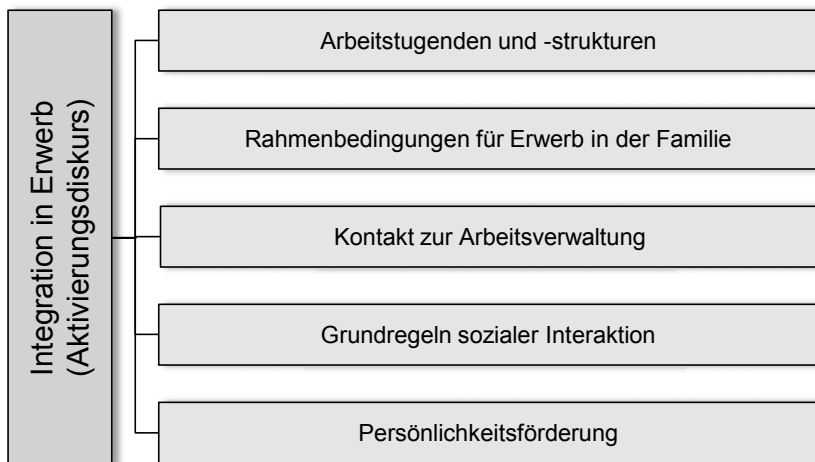 Integration in Erwerb
(Aktivierungsdiskurs)
Arbeitstugenden und -strukturen
Rahmenbedingungen für Erwerb in der Familie
Kontakt zur Arbeitsverwaltung
Grundregeln sozialer Interaktion
Persönlichkeitsförderung